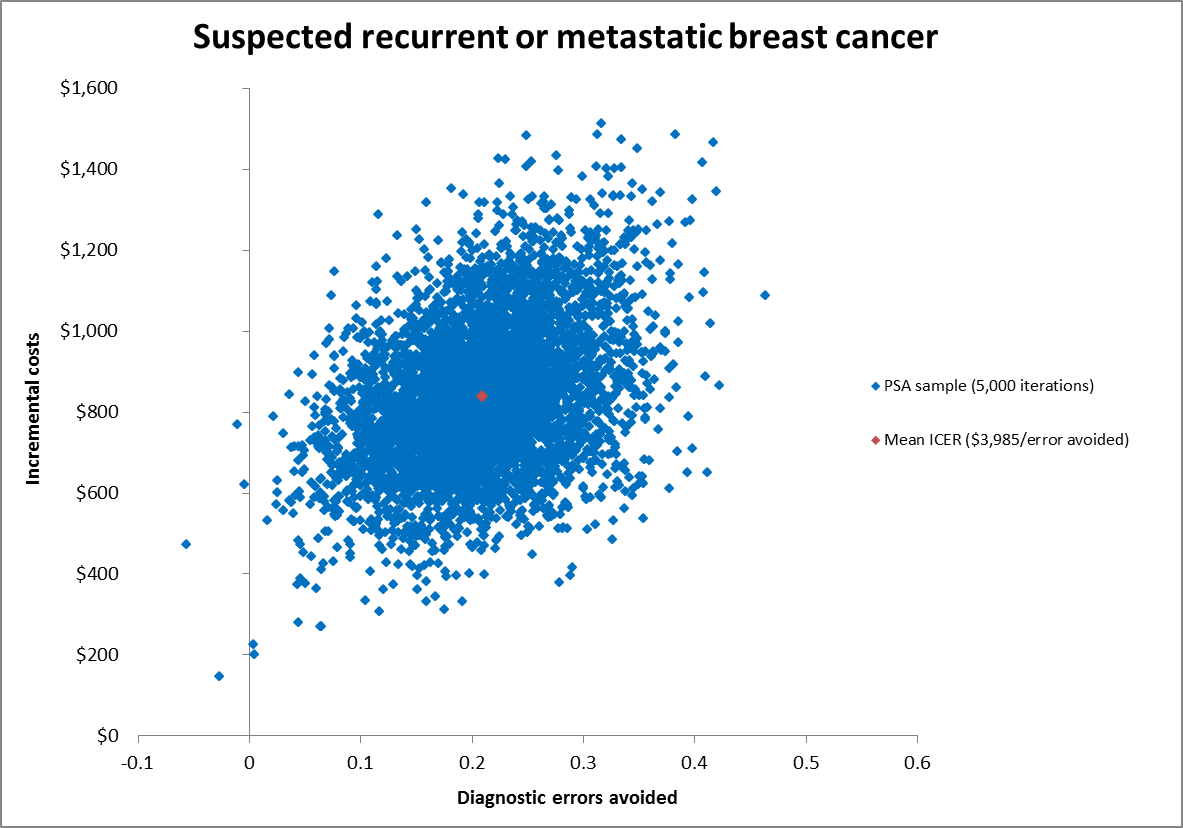 Suspected recurrent or metastatic breast cancer
$1,600
$1,400
$1,200
$1,000
$800
$600
$400
$200
$0
Incremental costs
-0.1 0 0.1 0.2 0.3 0.4 0.5 0.6
Diagnostic errors avoided
PSA sample (5,000 iterations)
Mean ICER ($3,985/error avoided)